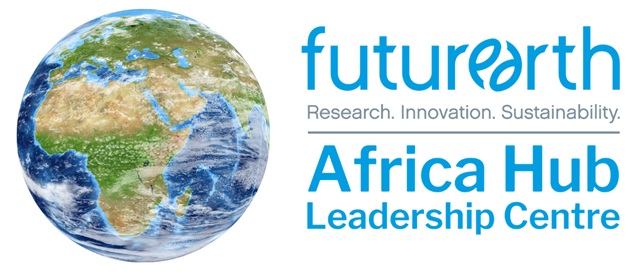 futurearth
Research. Innovation. Sustainability.
Africa Hub
Leadership Centre